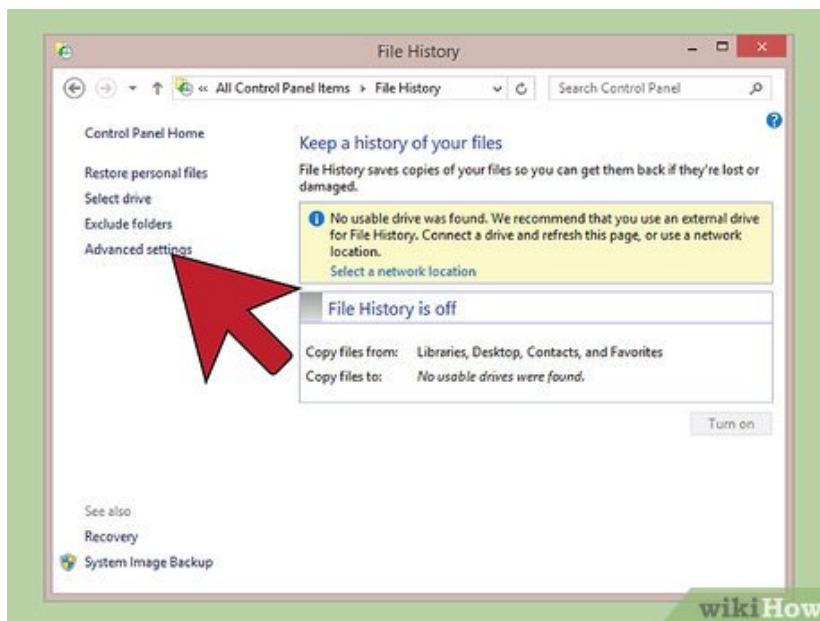 File History
« All Control Panel Items › File History
Search Control Panel
Control Panel Home
Restore personal files
Select drive
Exclude folders
Advanced settings
Keep a history of your files
File History saves copies of your files so you can get them back if they're lost or
damaged.
No usable drive was found. We recommend that you use an external drive
for File History. Connect a drive and refresh this page, or use a network
location.
Select a network location
File History is off
Copy files from: Libraries, Desktop, Contacts, and Favorites
Copy files to: No usable drives were found.
Turn on
See also
Recovery
System Image Backup
wikiHow